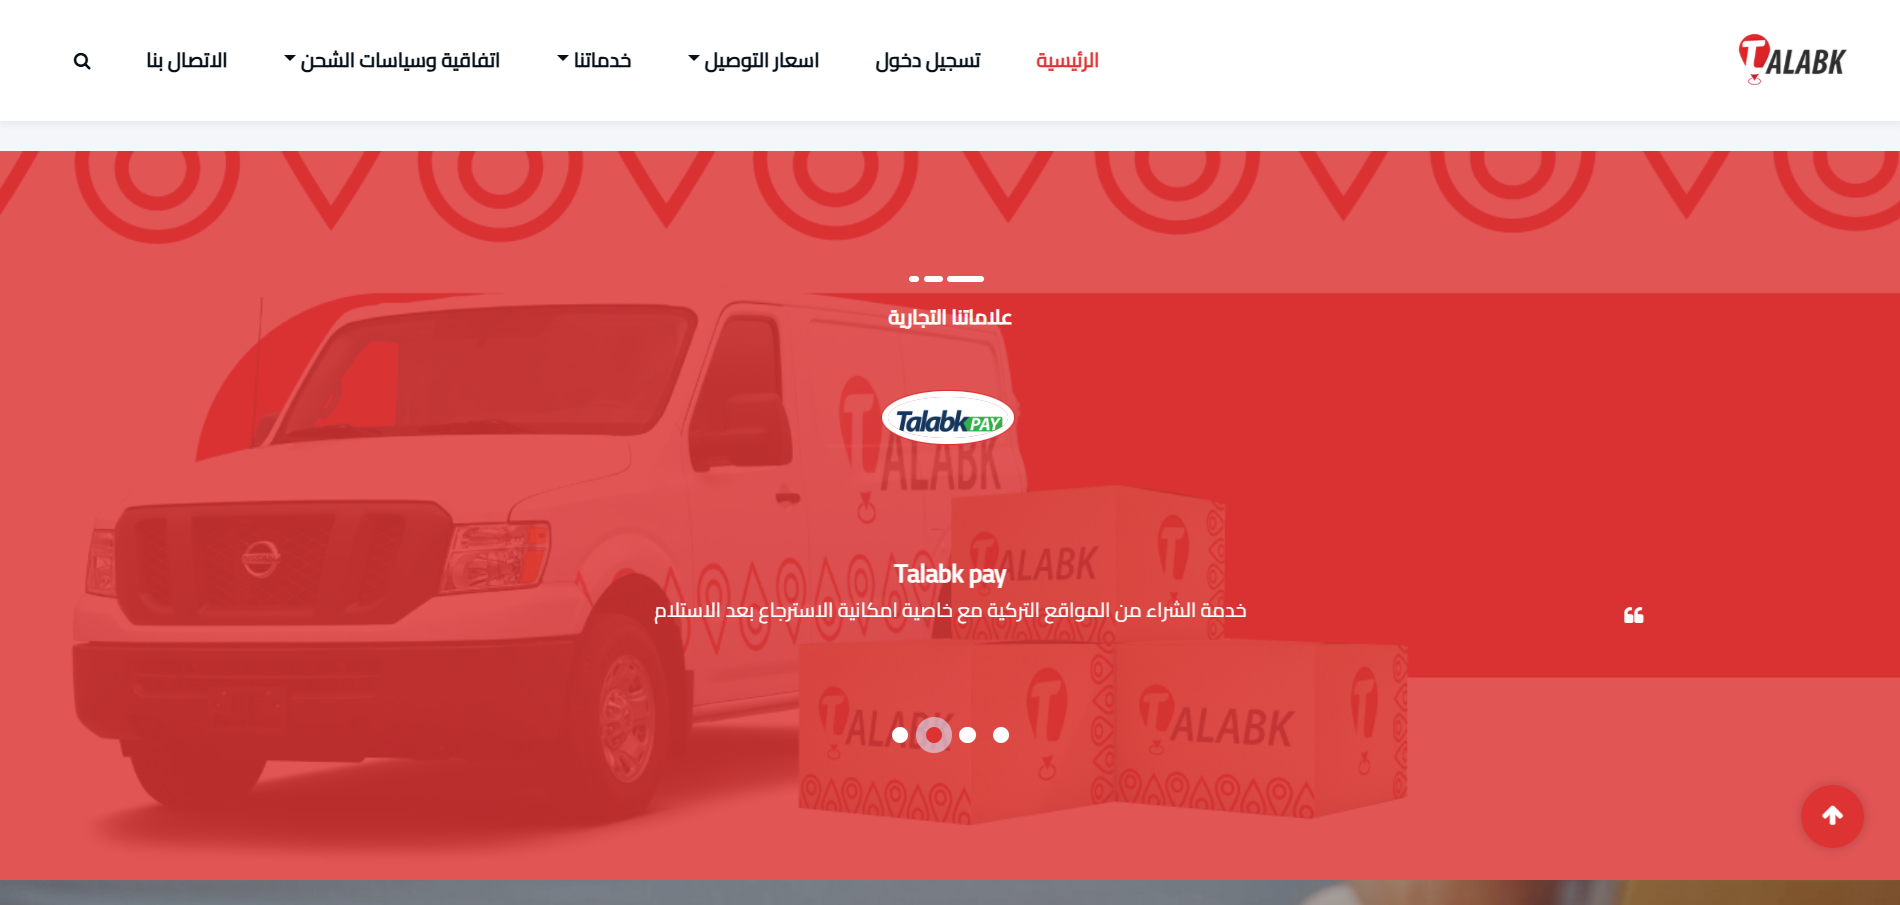 TALABK
الرئيسية
تسجيل دخول
اسعار التوصيل
خدماتنا
اتفاقية وسياسات الشحن
الاتصال بنا
علاماتنا التجارية
Talabk PAY
TALABK
TALABK
T
Talabk pay
خدمة الشراء من المواقع التركية مع خاصية امكانية الاسترجاع بعد الاستلام
TALABK
T
TALABK
T